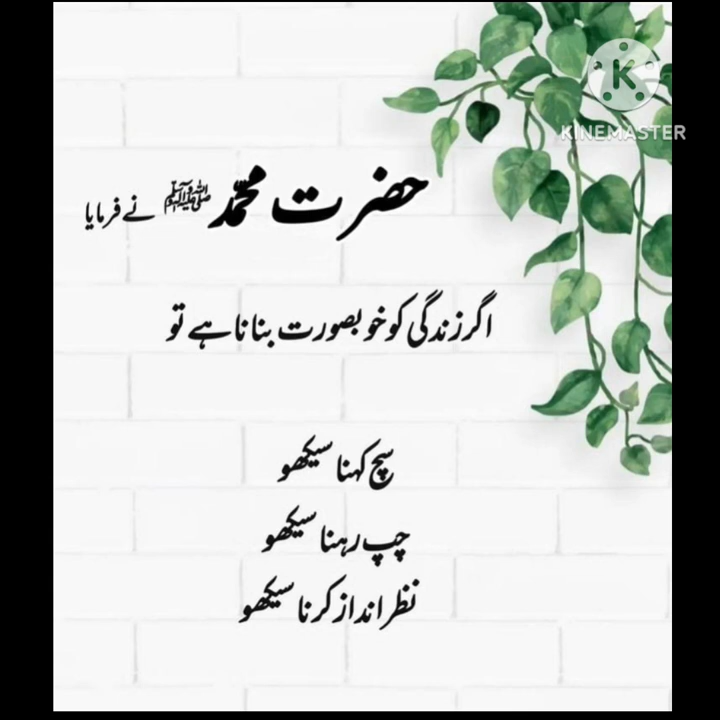 K
KINEMASTER
حضرت محمد ﷺ نے فرمایا
اگر زندگی کو خوبصورت بنانا ہے تو
سچ کہنا سیکھو
چپ رہنا سیکھو
نظر انداز کرنا سیکھو